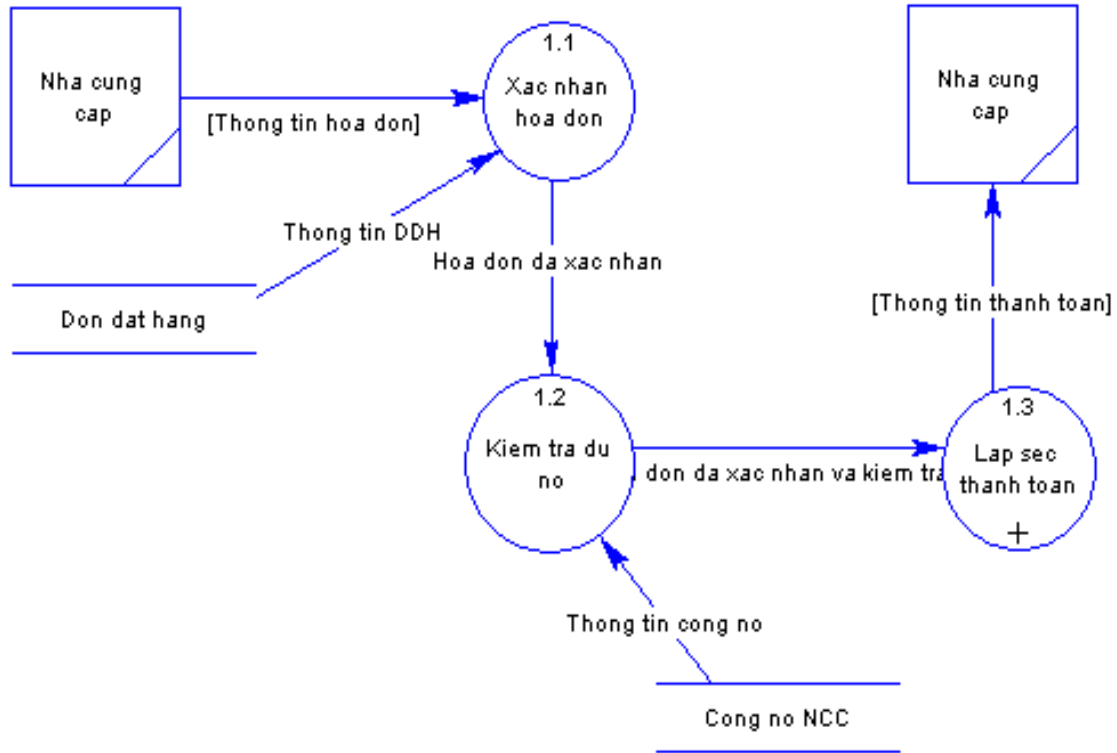 Nha cung
cap
[Thong tin hoa don]
1.1
Xac nhan
hoa don
Nha cung
cap
Thong tin DDH
Hoa don da xac nhan
Don dat hang
[Thong tin thanh toan]
1.2
Kiem tra du
no
don da xac nhan va kiem tra
1.3
Lap sec
thanh toan
+
Thong tin cong no
Cong no NCC